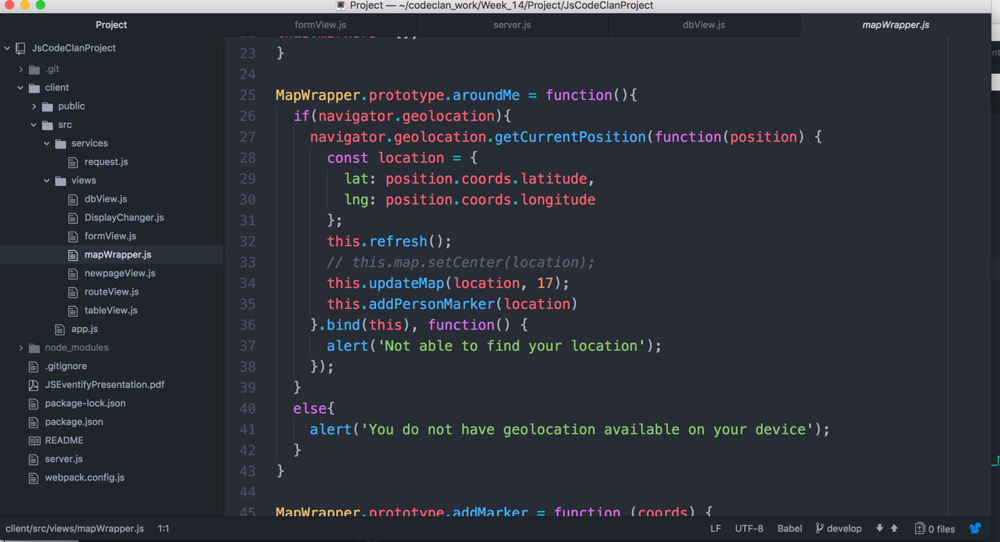 Project — ~/codeclan_work/Week_14/Project/JsCodeClanProject
Project
formView.js
server.js
dbView.js
mapWrapper.js
JsCodeClanProject
.git
client
public
src
services
request.js
views
dbView.js
DisplayChanger.js
formView.js
mapWrapper.js
newpageView.js
routeView.js
tableView.js
app.js
node_modules
.gitignore
JSEventifyPresentation.pdf
package-lock.json
package.json
README
server.js
webpack.config.js
23 }
24
25 MapWrapper.prototype.aroundMe = function(){
26 if(navigator.geolocation){
27 navigator.geolocation.getCurrentPosition(function(position) {
28 const location = {
29 lat: position.coords.latitude,
30 lng: position.coords.longitude
31 };
32 this.refresh();
33 // this.map.setCenter(location);
34 this.updateMap(location, 17);
35 this.addPersonMarker(location)
36 }.bind(this), function() {
37 alert('Not able to find your location');
38 });
39 }
40 else{
41 alert('You do not have geolocation available on your device');
42 }
43 }
44
45 MapWrapper.prototype.addMarker = function (coords) {
client/src/views/mapWrapper.js 1:1
LF UTF-8 Babel develop 0 files